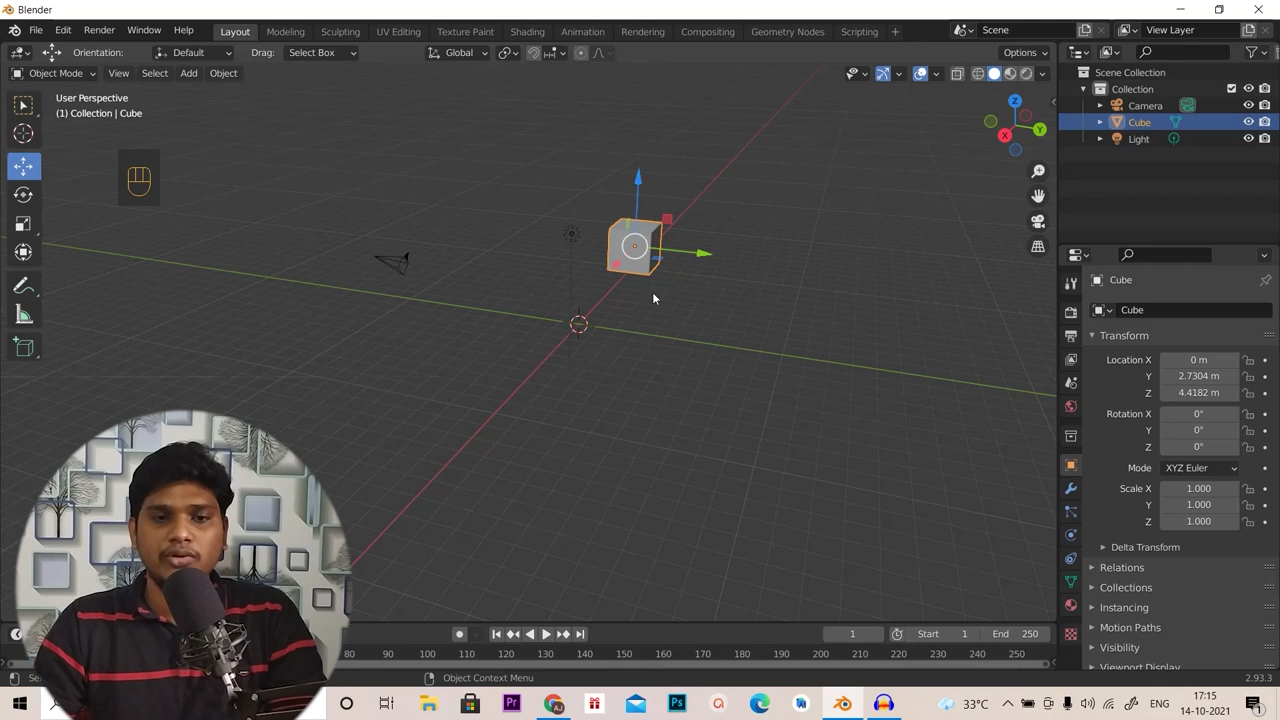 Blender
File Edit Render Window Help Layout Modeling Sculpting UV Editing Texture Paint Shading Animation Rendering Compositing Geometry Nodes Scripting + Scene View Layer
Orientation: Default Drag: Select Box Global Options
Object Mode View Select Add Object
User Perspective
(1) Collection | Cube
Z
Y
X
Scene Collection
Collection
Camera
Cube
Light
Cube
Cube
Transform
Location X 0 m
Y 2.7304 m
Z 4.4182 m
Rotation X 0°
Y 0°
Z 0°
Mode XYZ Euler
Scale X 1.000
Y 1.000
Z 1.000
Delta Transform
Relations
Collections
Instancing
Motion Paths
Visibility
Viewport Display
1 Start 1 End 250
80 90 100 110 120 130 140 150 160 170 180 190 200 210 220 230 240 250
Object Context Menu 2.93.3
Pr Ps 33°C ENG 17:15
14-10-2021